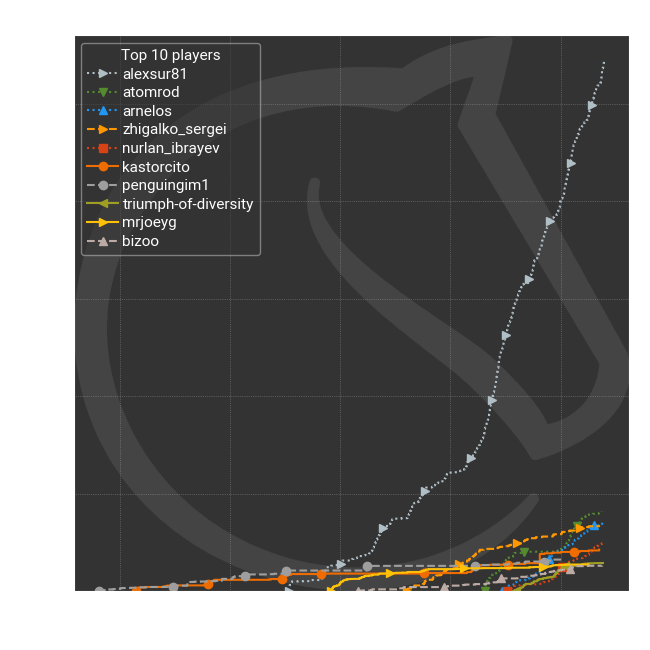 Top 10 players
alexsur81
atomrod
arnelos
zhigalko_sergei
nurlan_ibrayev
kastorcito
penguingim1
triumph-of-diversity
mrjoeyg
bizoo